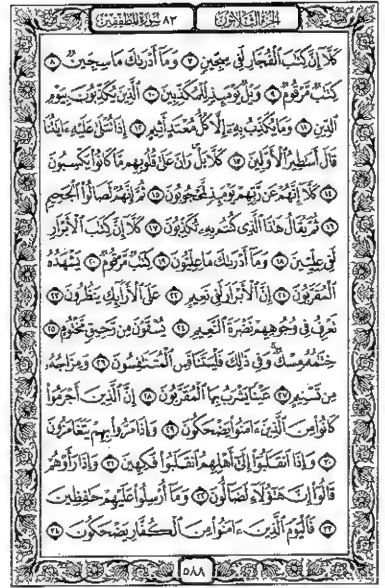 الجزء الثلاثون
٨٣ سورة المطففين
كَلَّآ إِنَّ كِتَٰبَ ٱلْفُجَّارِ لَفِى سِجِّينٍ ٧ وَمَآ أَدْرَىٰكَ مَا سِجِّينٌ ٨
كِتَٰبٌ مَّرْقُومٌ ٩ وَيْلٌ يَوْمَئِذٍ لِّلْمُكَذِّبِينَ ١٠ ٱلَّذِينَ يُكَذِّبُونَ بِيَوْمِ
ٱلدِّينِ ١١ وَمَا يُكَذِّبُ بِهِۦٓ إِلَّا كُلُّ مُعْتَدٍ أَثِيمٍ ١٢ إِذَا تُتْلَىٰ عَلَيْهِ ءَايَٰتُنَا
قَالَ أَسَٰطِيرُ ٱلْأَوَّلِينَ ١٣ كَلَّا بَلْ رَانَ عَلَىٰ قُلُوبِهِم مَّا كَانُوا۟ يَكْسِبُونَ
١٤ كَلَّآ إِنَّهُمْ عَن رَّبِّهِمْ يَوْمَئِذٍ لَّمَحْجُوبُونَ ١٥ ثُمَّ إِنَّهُمْ لَصَالُوا۟ ٱلْجَحِيمِ
١٦ ثُمَّ يُقَالُ هَٰذَا ٱلَّذِى كُنتُم بِهِۦ تُكَذِّبُونَ ١٧ كَلَّآ إِنَّ كِتَٰبَ ٱلْأَبْرَارِ
لَفِى عِلِّيِّينَ ١٨ وَمَآ أَدْرَىٰكَ مَا عِلِّيُّونَ ١٩ كِتَٰبٌ مَّرْقُومٌ ٢٠ يَشْهَدُهُ
ٱلْمُقَرَّبُونَ ٢١ إِنَّ ٱلْأَبْرَارَ لَفِى نَعِيمٍ ٢٢ عَلَى ٱلْأَرَآئِكِ يَنظُرُونَ ٢٣
تَعْرِفُ فِى وُجُوهِهِمْ نَضْرَةَ ٱلنَّعِيمِ ٢٤ يُسْقَوْنَ مِن رَّحِيقٍ مَّخْتُومٍ ٢٥
خِتَٰمُهُۥ مِسْكٌ وَفِى ذَٰلِكَ فَلْيَتَنَافَسِ ٱلْمُتَنَٰفِسُونَ ٢٦ وَمِزَاجُهُۥ
مِن تَسْنِيمٍ ٢٧ عَيْنًا يَشْرَبُ بِهَا ٱلْمُقَرَّبُونَ ٢٨ إِنَّ ٱلَّذِينَ أَجْرَمُوا۟
كَانُوا۟ مِنَ ٱلَّذِينَ ءَامَنُوا۟ يَضْحَكُونَ ٢٩ وَإِذَا مَرُّوا۟ بِهِمْ يَتَغَامَزُونَ
٣٠ وَإِذَا ٱنقَلَبُوٓا۟ إِلَىٰٓ أَهْلِهِمُ ٱنقَلَبُوا۟ فَكِهِينَ ٣١ وَإِذَا رَأَوْهُمْ
قَالُوٓا۟ إِنَّ هَٰٓؤُلَآءِ لَضَآلُّونَ ٣٢ وَمَآ أُرْسِلُوا۟ عَلَيْهِمْ حَٰفِظِينَ
٣٣ فَٱلْيَوْمَ ٱلَّذِينَ ءَامَنُوا۟ مِنَ ٱلْكُفَّارِ يَضْحَكُونَ ٣٤
٥٨٨